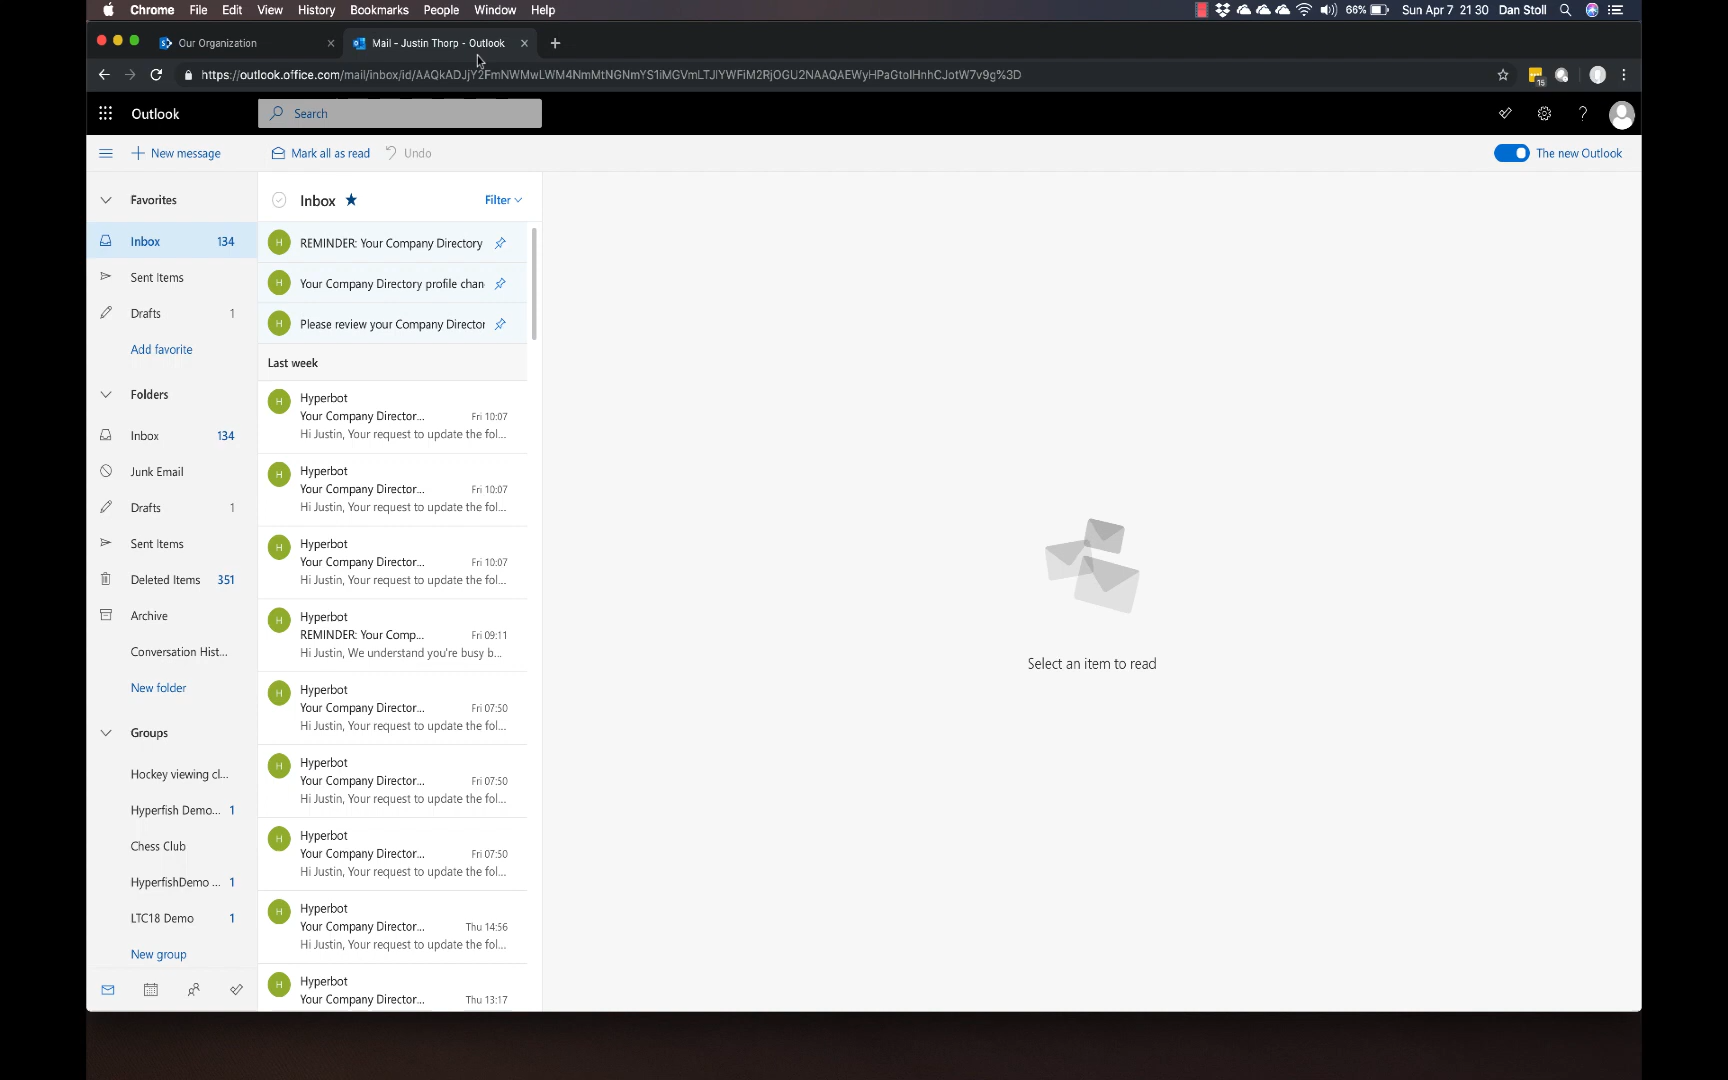 Chrome File Edit View History Bookmarks People Window Help 66% Sun Apr 7 21 30 Dan Stoll
Our Organization Mail - Justin Thorp - Outlook
https://outlook.office.com/mail/inbox/id/AAQkADJjY2FmNWMwLWM4NmMtNGNmYS1iMGVmLTJlYWFiM2RjOGU2NAAQAEWyHPaGtolHnhCJotW7v9g%3D 15
Outlook Search ?
New message Mark all as read Undo The new Outlook
Favorites
Inbox 134
Sent Items
Drafts 1
Add favorite
Folders
Inbox 134
Junk Email
Drafts 1
Sent Items
Deleted Items 351
Archive
Conversation Hist...
New folder
Groups
Hockey viewing cl...
Hyperfish Demo... 1
Chess Club
HyperfishDemo ... 1
LTC18 Demo 1
New group
Inbox Filter
H REMINDER: Your Company Directory
H Your Company Directory profile chan
H Please review your Company Director
Last week
H Hyperbot
Your Company Director... Fri 10:07
Hi Justin, Your request to update the fol...
H Hyperbot
Your Company Director... Fri 10:07
Hi Justin, Your request to update the fol...
H Hyperbot
Your Company Director... Fri 10:07
Hi Justin, Your request to update the fol...
H Hyperbot
REMINDER: Your Comp... Fri 09:11
Hi Justin, We understand you're busy b...
H Hyperbot
Your Company Director... Fri 07:50
Hi Justin, Your request to update the fol...
H Hyperbot
Your Company Director... Fri 07:50
Hi Justin, Your request to update the fol...
H Hyperbot
Your Company Director... Fri 07:50
Hi Justin, Your request to update the fol...
H Hyperbot
Your Company Director... Thu 14:56
Hi Justin, Your request to update the fol...
H Hyperbot
Your Company Director... Thu 13:17
Select an item to read